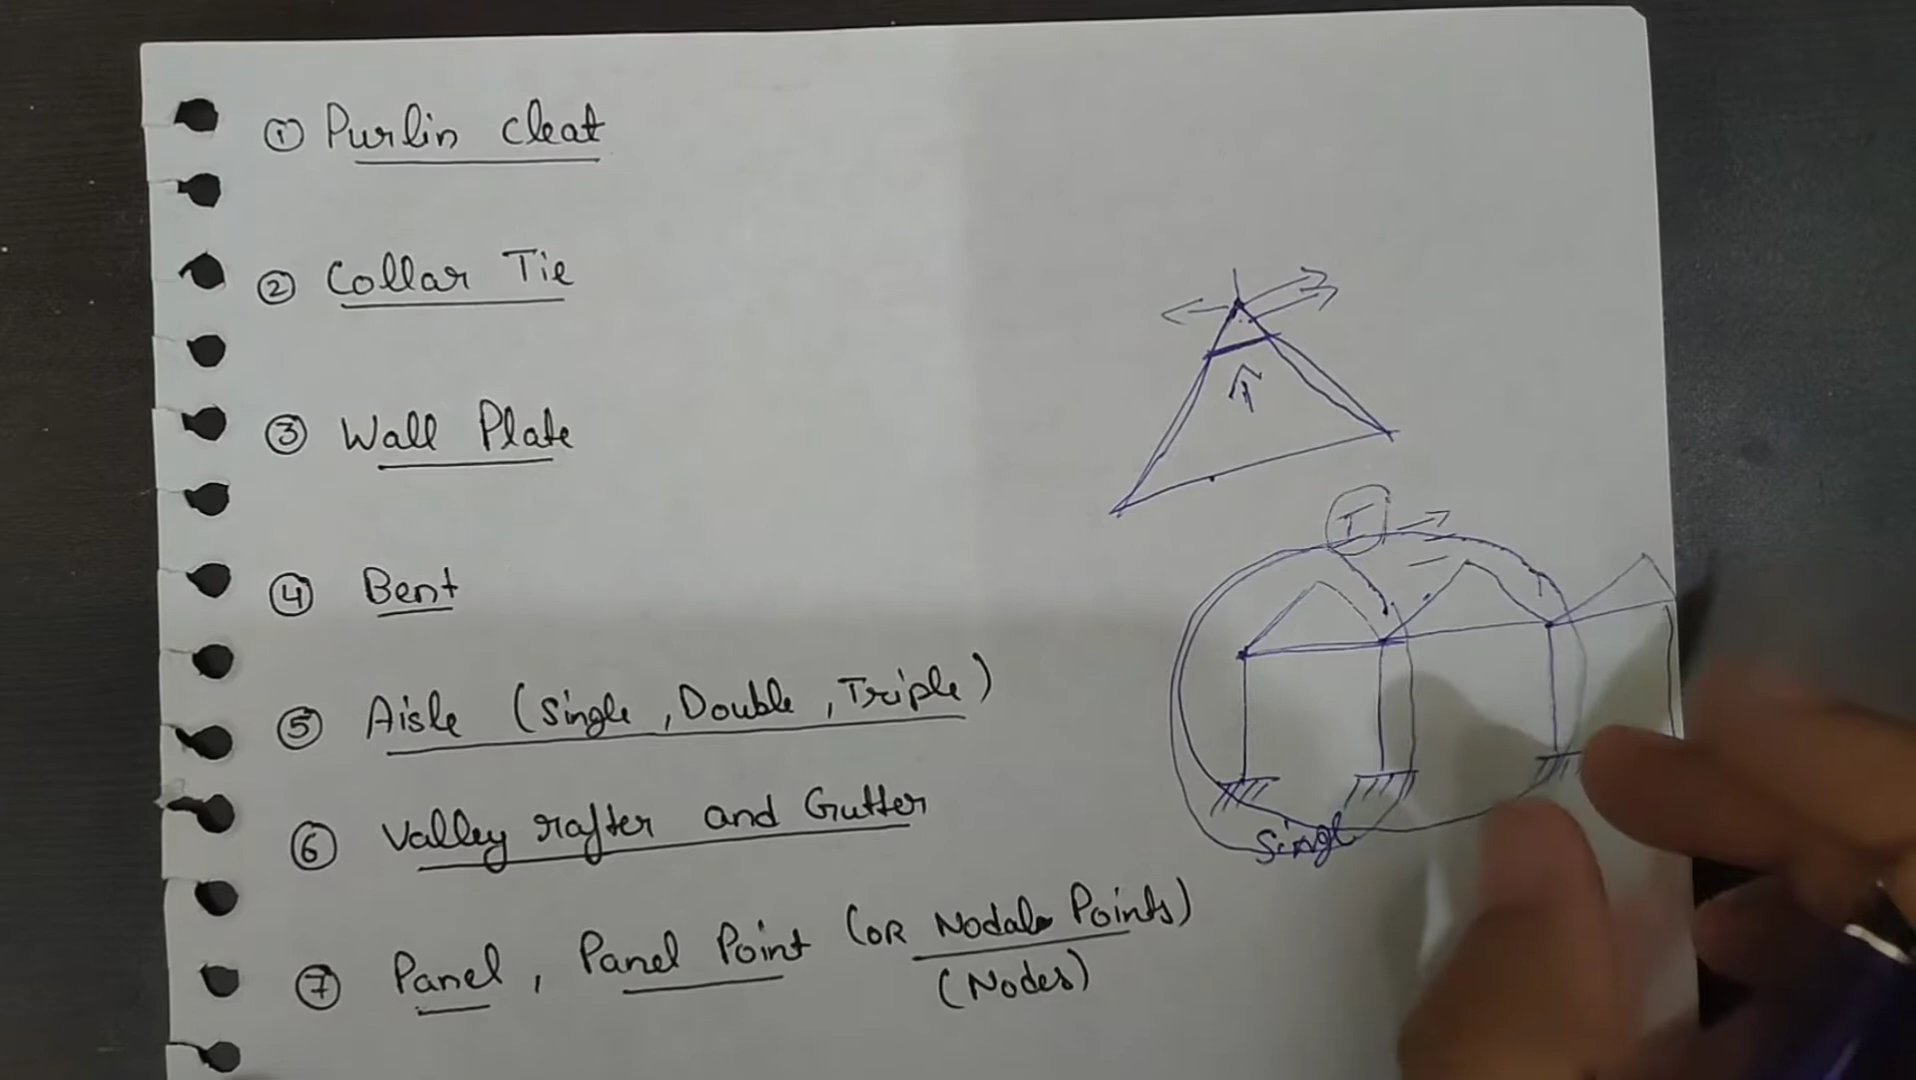 ① Purlin cleat
② Collar Tie
③ Wall Plate
④ Bent
⑤ Aisle (Single, Double, Triple)
⑥ Valley rafter and Gutter
⑦ Panel, Panel Point (OR Nodal Points)
(Nodes)
T
Singl